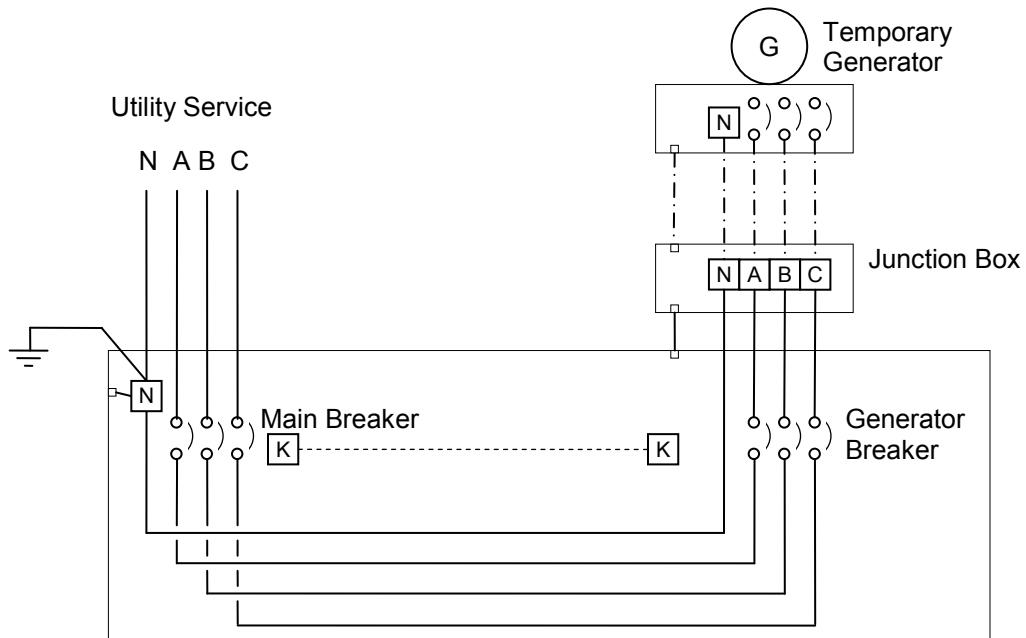 G
Temporary
Generator
N
Utility Service
N A B C
N A B C
Junction Box
N
Main Breaker
K
K
Generator
Breaker